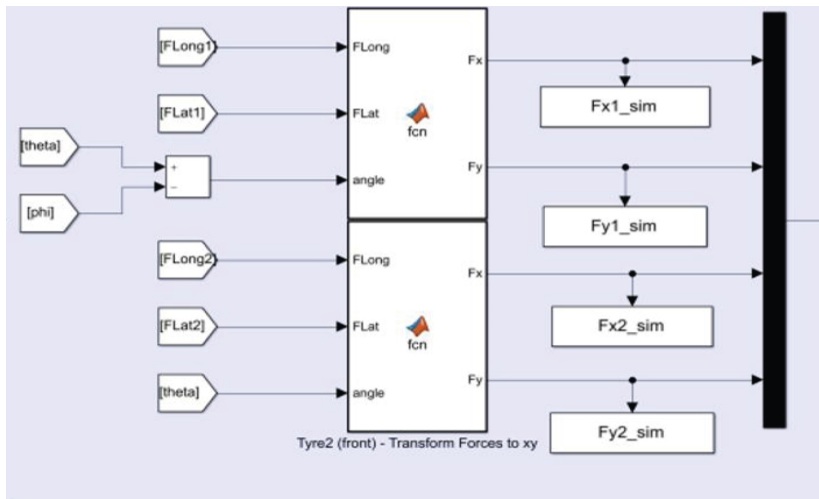 [FLong1]
FLong
Fx
Fx1_sim
[FLat1]
FLat
fcn
[theta]
+
−
[phi]
angle
Fy
Fy1_sim
[FLong2]
FLong
Fx
Fx2_sim
[FLat2]
FLat
fcn
[theta]
angle
Fy
Fy2_sim
Tyre2 (front) - Transform Forces to xy